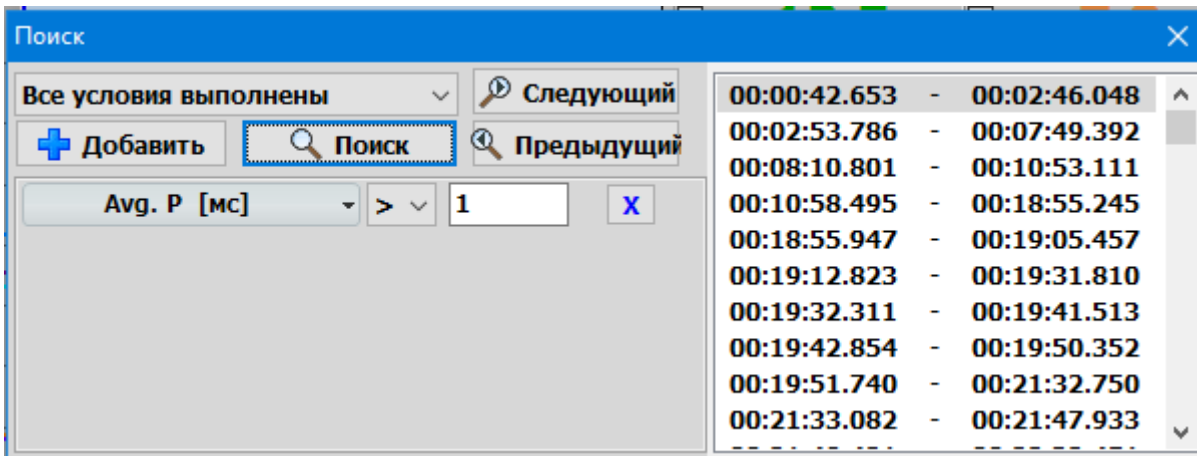 Поиск
Все условия выполнены
Следующий
Добавить
Поиск
Предыдущий
Avg. P [мс]
>
1
X
00:00:42.653 - 00:02:46.048
00:02:53.786 - 00:07:49.392
00:08:10.801 - 00:10:53.111
00:10:58.495 - 00:18:55.245
00:18:55.947 - 00:19:05.457
00:19:12.823 - 00:19:31.810
00:19:32.311 - 00:19:41.513
00:19:42.854 - 00:19:50.352
00:19:51.740 - 00:21:32.750
00:21:33.082 - 00:21:47.933